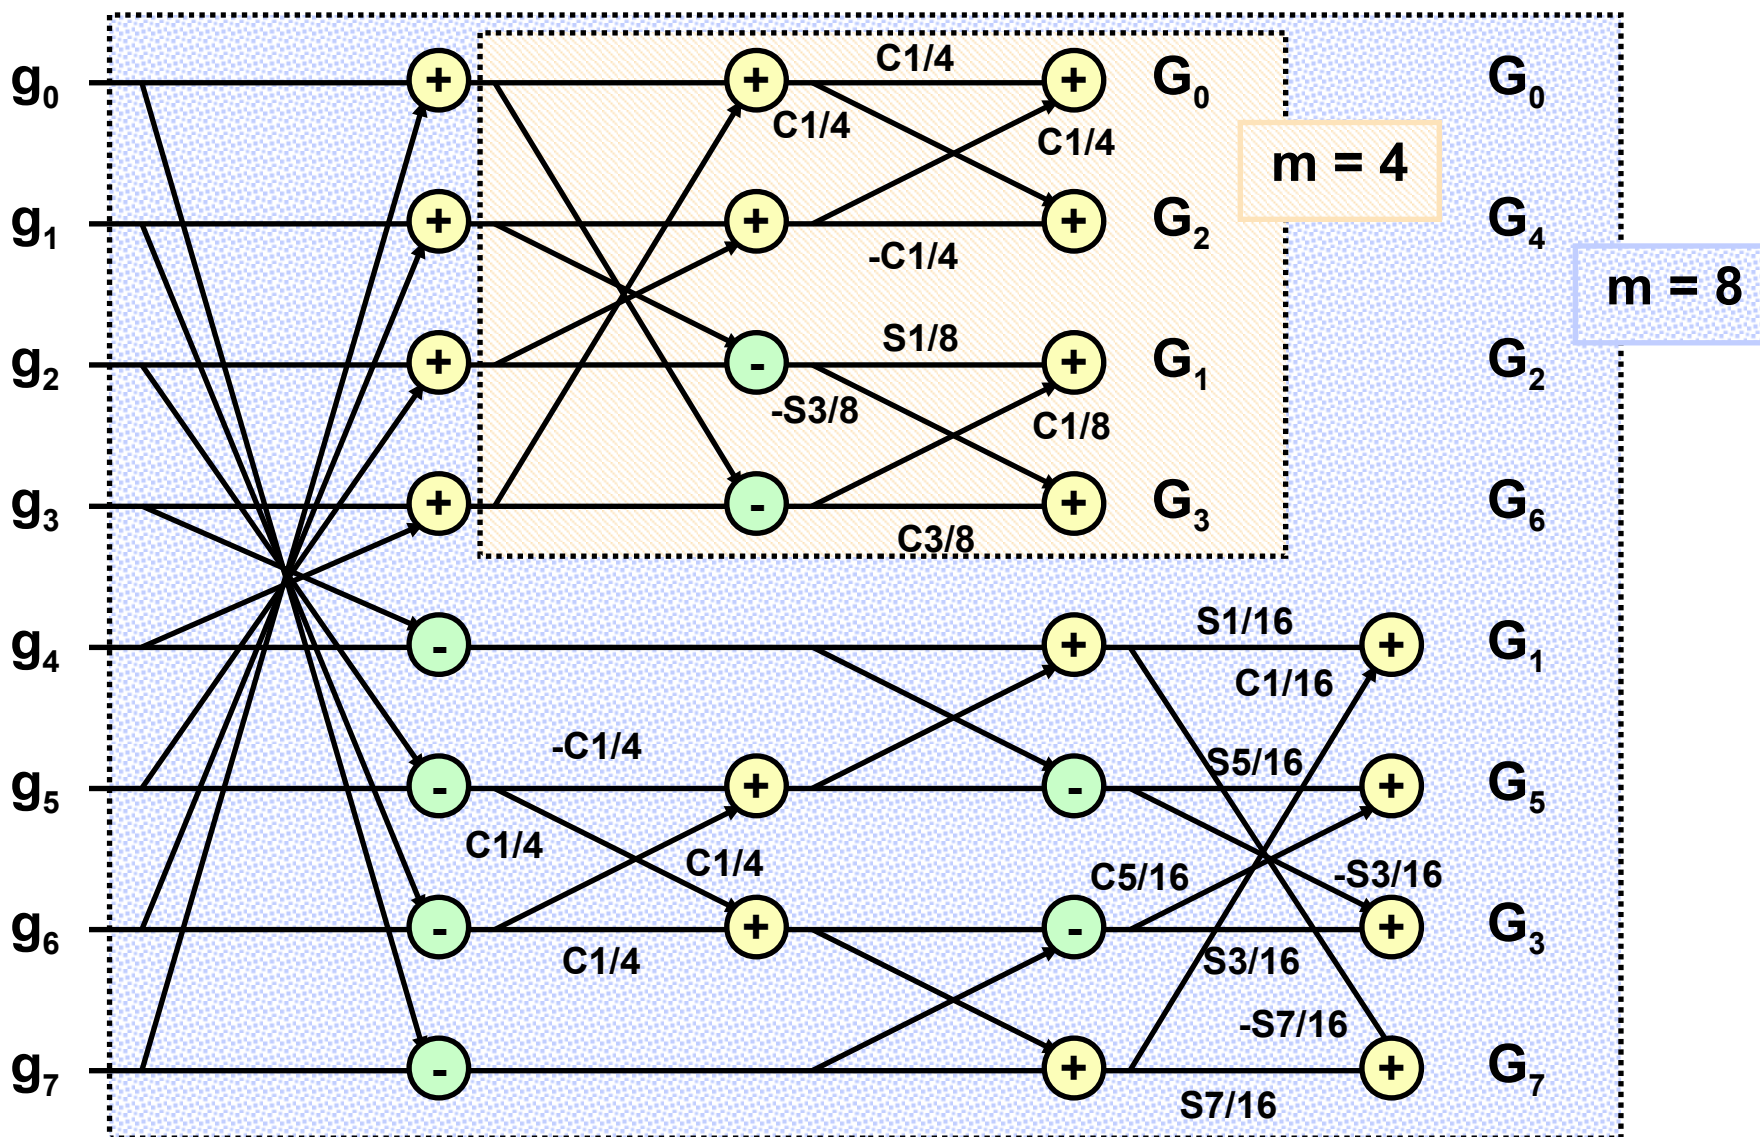 g0 + + C1/4 + G0 G0
C1/4 C1/4
m = 4
g1 + + -C1/4 + G2 G4
m = 8
g2 + - S1/8 + G1 G2
-S3/8 C1/8
g3 + - C3/8 + G3 G6
g4 - + S1/16 + G1
C1/16
-C1/4 S5/16
g5 - + - + G5
C1/4 C1/4 C5/16 -S3/16
g6 - + - + G3
C1/4 S3/16
-S7/16
g7 - + + G7
S7/16